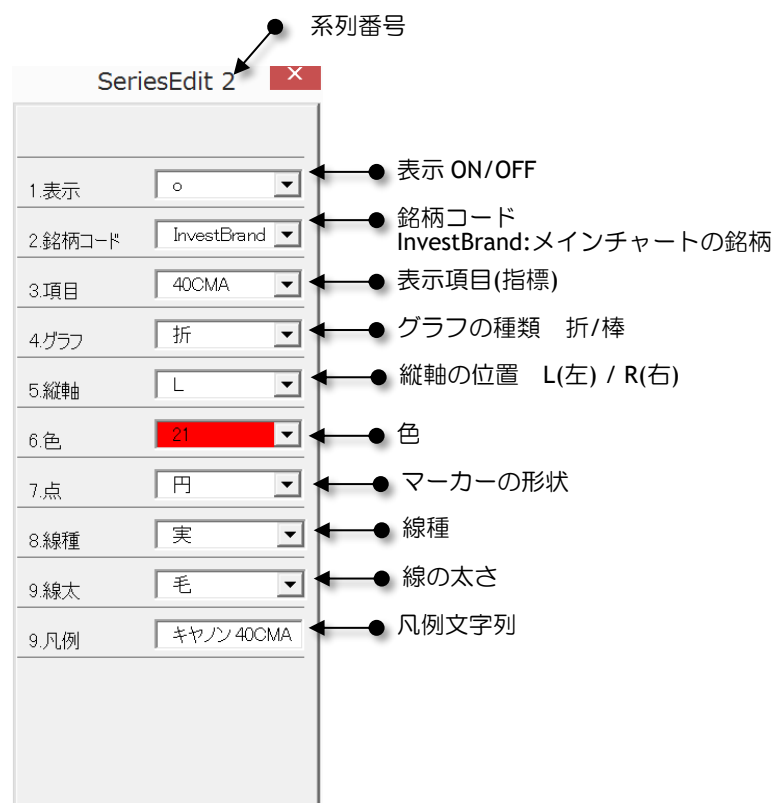 系列番号
SeriesEdit 2
×
1.表示
o
表示 ON/OFF
2.銘柄コード
InvestBrand
銘柄コード
InvestBrand:メインチャートの銘柄
3.項目
40CMA
表示項目(指標)
4.グラフ
折
グラフの種類　折/棒
5.縦軸
L
縦軸の位置　L(左) / R(右)
6.色
21
色
7.点
円
マーカーの形状
8.線種
実
線種
9.線太
毛
線の太さ
9.凡例
キヤノン 40CMA
凡例文字列